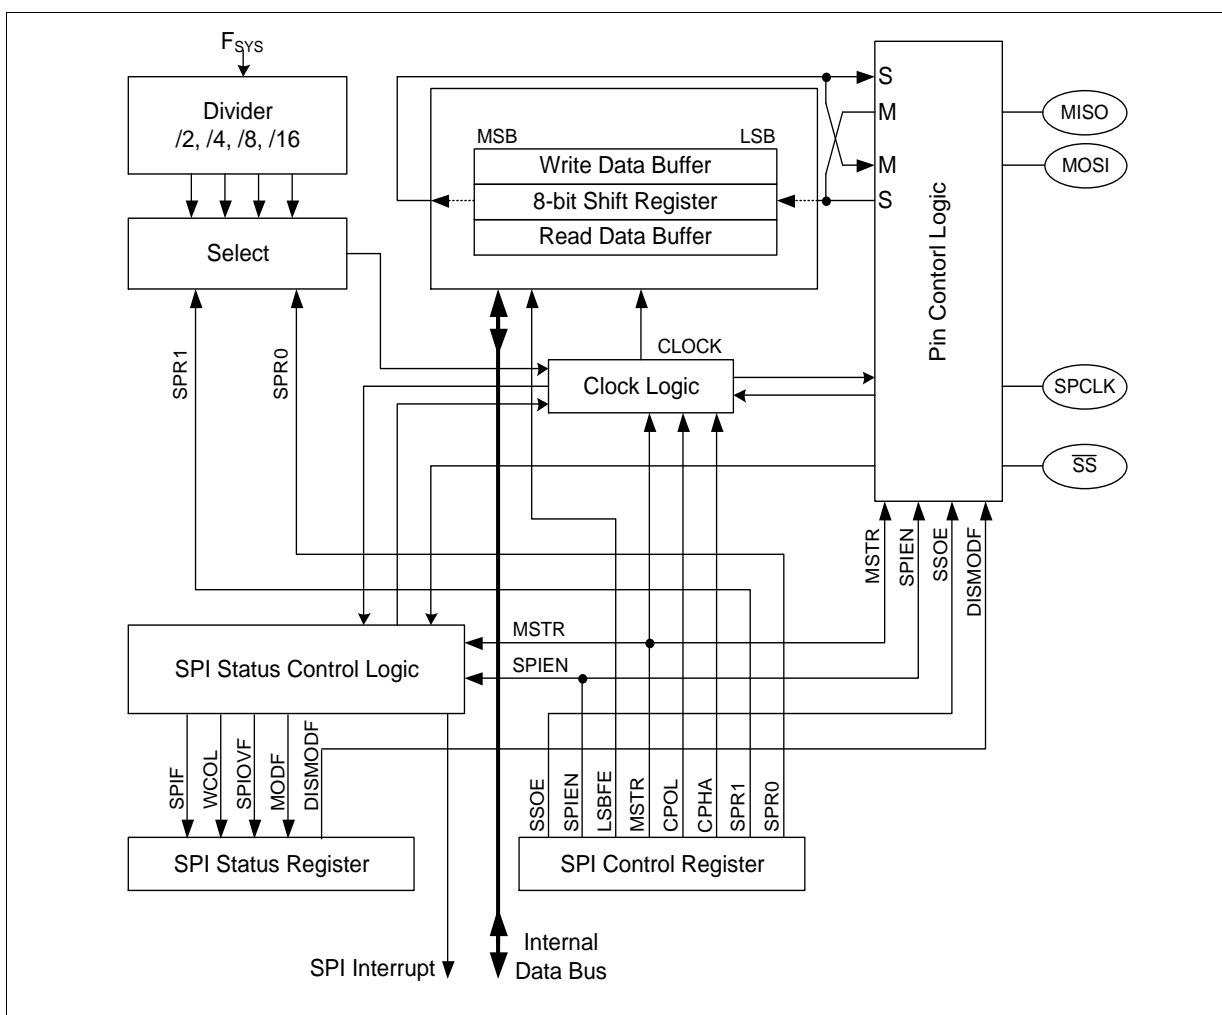 FSYS
Divider
/2, /4, /8, /16
Select
SPR1
SPR0
MSB
LSB
Write Data Buffer
8-bit Shift Register
Read Data Buffer
CLOCK
Clock Logic
S
M
M
S
Pin Contorl Logic
MISO
MOSI
SPCLK
SS
MSTR
SPIEN
SSOE
DISMODF
MSTR
SPIEN
SPI Status Control Logic
SPIF
WCOL
SPIOVF
MODF
DISMODF
SPI Status Register
SSOE
SPIEN
LSBFE
MSTR
CPOL
CPHA
SPR1
SPR0
SPI Control Register
SPI Interrupt
Internal
Data Bus